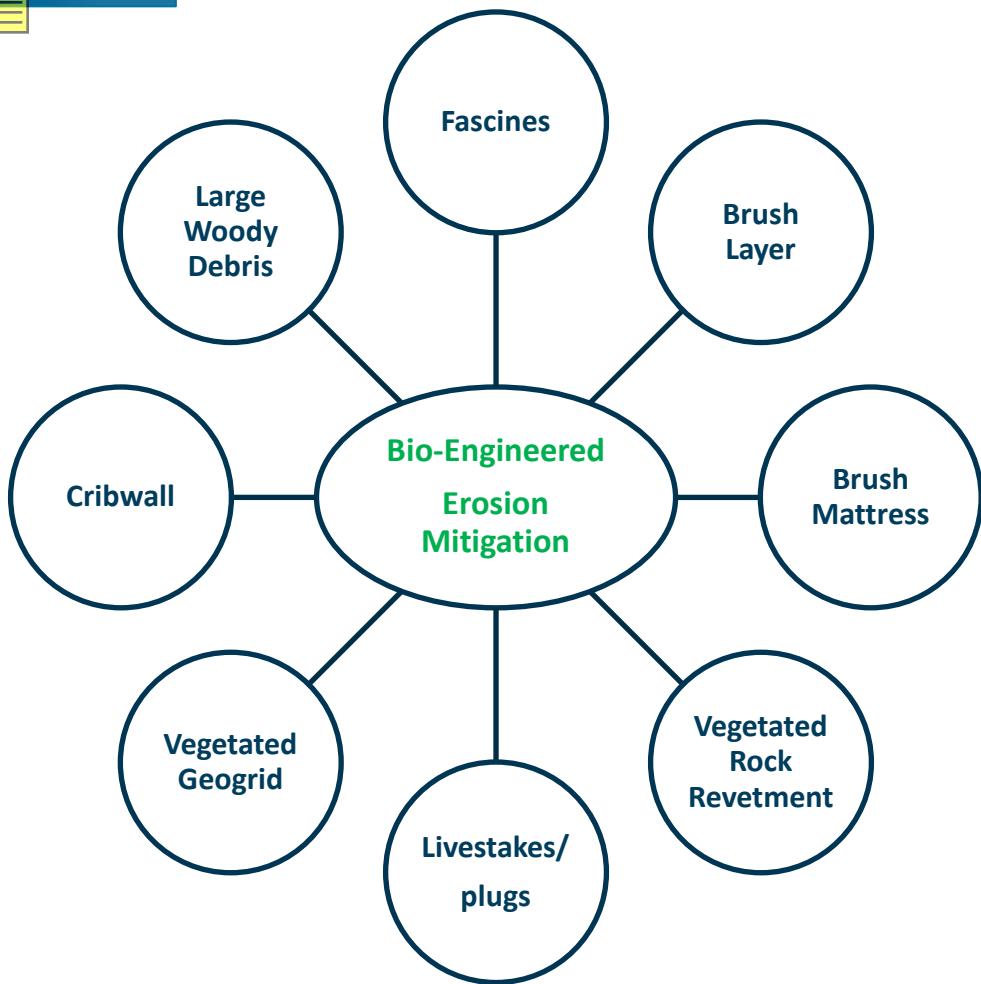 Fascines
Large
Woody
Debris
Brush
Layer
Cribwall
Bio-Engineered
Erosion
Mitigation
Brush
Mattress
Vegetated
Geogrid
Vegetated
Rock
Revetment
Livestakes/
plugs